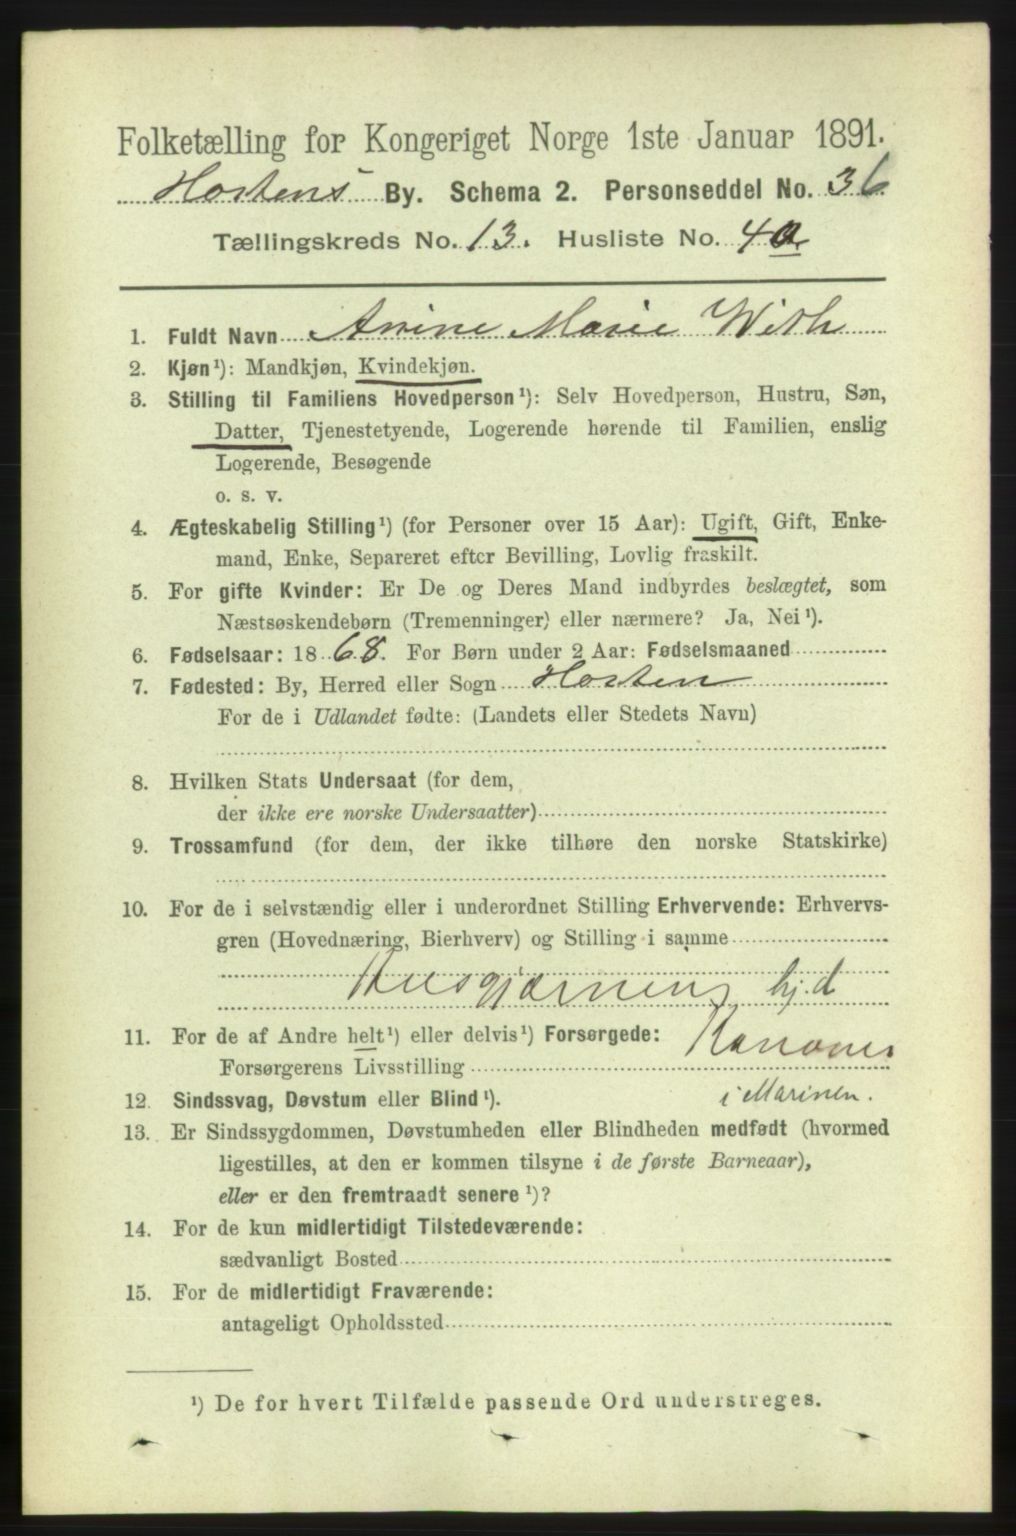 Folketælling for Kongeriget Norge 1ste Januar 1891.
Hortens By. Schema 2. Personseddel No. 36
Tællingskreds No. 13. Husliste No. 40
1. Fuldt Navn Anine Marie With
2. Kjøn¹): Mandkjøn, Kvindekjøn.
3. Stilling til Familiens Hovedperson¹): Selv Hovedperson, Hustru, Søn,
Datter, Tjenestetyende, Logerende hørende til Familien, enslig
Logerende, Besøgende
o. s. v.
4. Ægteskabelig Stilling¹) (for Personer over 15 Aar): Ugift, Gift, Enke-
mand, Enke, Separeret efter Bevilling, Lovlig fraskilt.
5. For gifte Kvinder: Er De og Deres Mand indbyrdes beslægtet, som
Næstsøskendebørn (Tremenninger) eller nærmere? Ja, Nei¹).
6. Fødselsaar: 1868. For Børn under 2 Aar: Fødselsmaaned
7. Fødested: By, Herred eller Sogn Horten
For de i Udlandet fødte: (Landets eller Stedets Navn)
8. Hvilken Stats Undersaat (for dem,
der ikke ere norske Undersaatter)
9. Trossamfund (for dem, der ikke tilhøre den norske Statskirke)
10. For de i selvstændig eller i underordnet Stilling Erhvervende: Erhvervs-
gren (Hovednæring, Bierhverv) og Stilling i samme
Husgjærning hj.d
11. For de af Andre helt¹) eller delvis¹) Forsørgede: Kanoner
Forsørgerens Livsstilling
12. Sindssvag, Døvstum eller Blind¹). i Marinen.
13. Er Sindssygdommen, Døvstumheden eller Blindheden medfødt (hvormed
ligestilles, at den er kommen tilsyne i de første Barneaar),
eller er den fremtraadt senere¹)?
14. For de kun midlertidigt Tilstedeværende:
sædvanligt Bosted
15. For de midlertidigt Fraværende:
antageligt Opholdssted
¹) De for hvert Tilfælde passende Ord understreges.